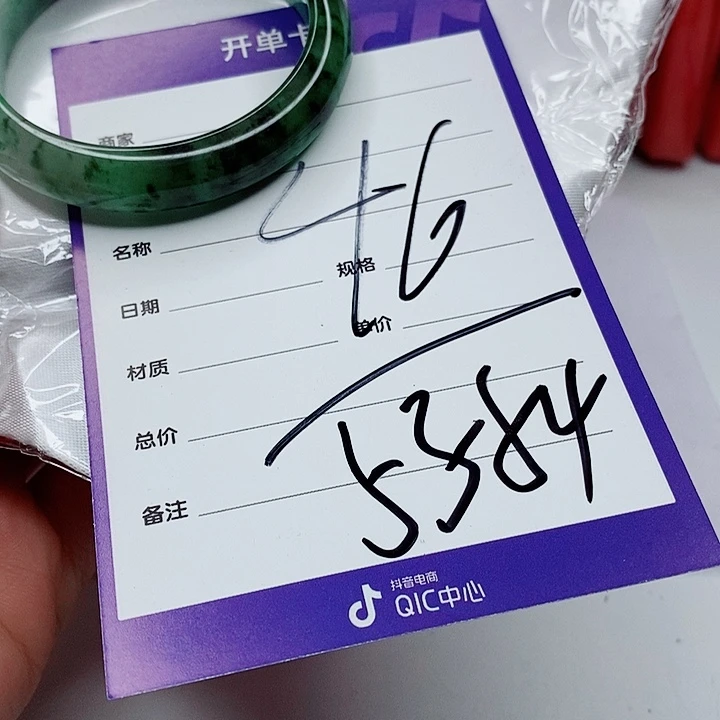 开单卡
商家
46
名称
规格
日期
单价
材质
总价
5384
备注
抖音电商
QIC中心